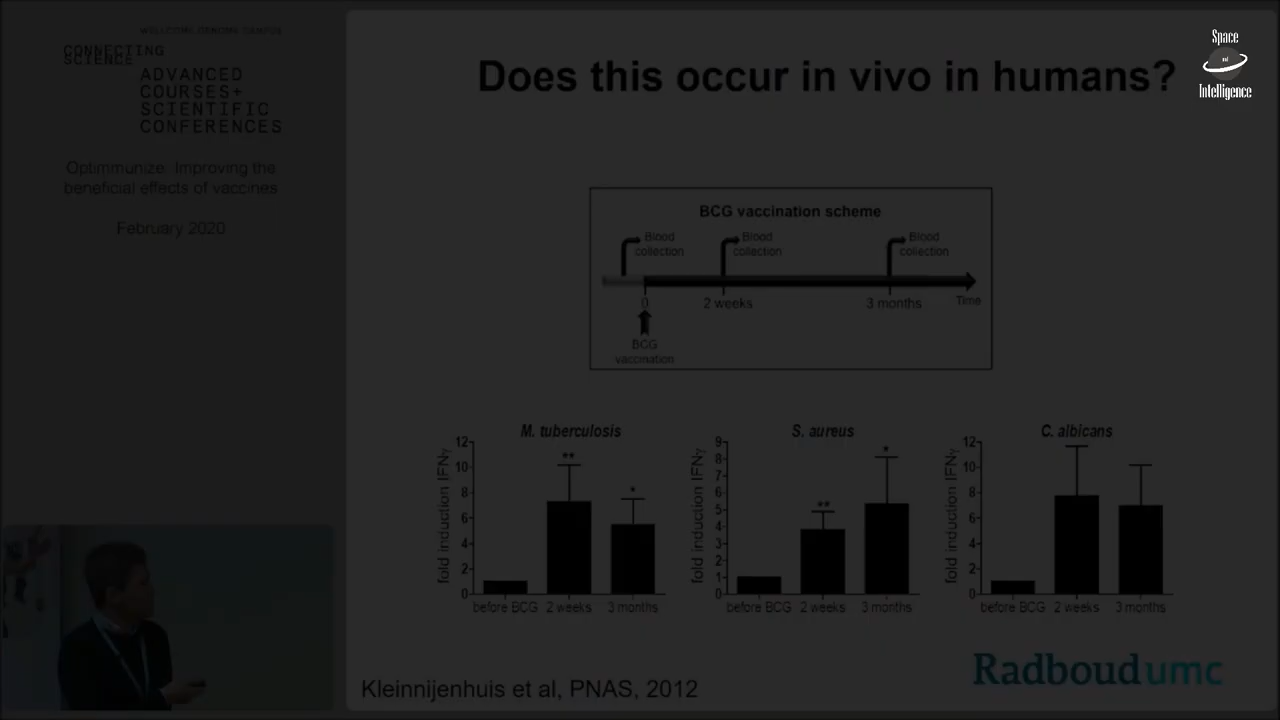 WELLCOME GENOME CAMPUS
CONNECTING
SCIENCE
ADVANCED
COURSES+
SCIENTIFIC
CONFERENCES
Optimmunize: Improving the
beneficial effects of vaccines
February 2020
Space
and
Intelligence
Does this occur in vivo in humans?
BCG vaccination scheme
Blood
collection
Blood
collection
Blood
collection
0
2 weeks
3 months
Time
BCG
vaccination
M. tuberculosis
fold induction IFNγ
12
10
8
6
4
2
0
**
*
before BCG 2 weeks 3 months
S. aureus
fold induction IFNγ
9
8
7
6
5
4
3
2
1
0
**
*
before BCG 2 weeks 3 months
C. albicans
fold induction IFNγ
12
10
8
6
4
2
0
before BCG 2 weeks 3 months
Kleinnijenhuis et al, PNAS, 2012
Radboudumc